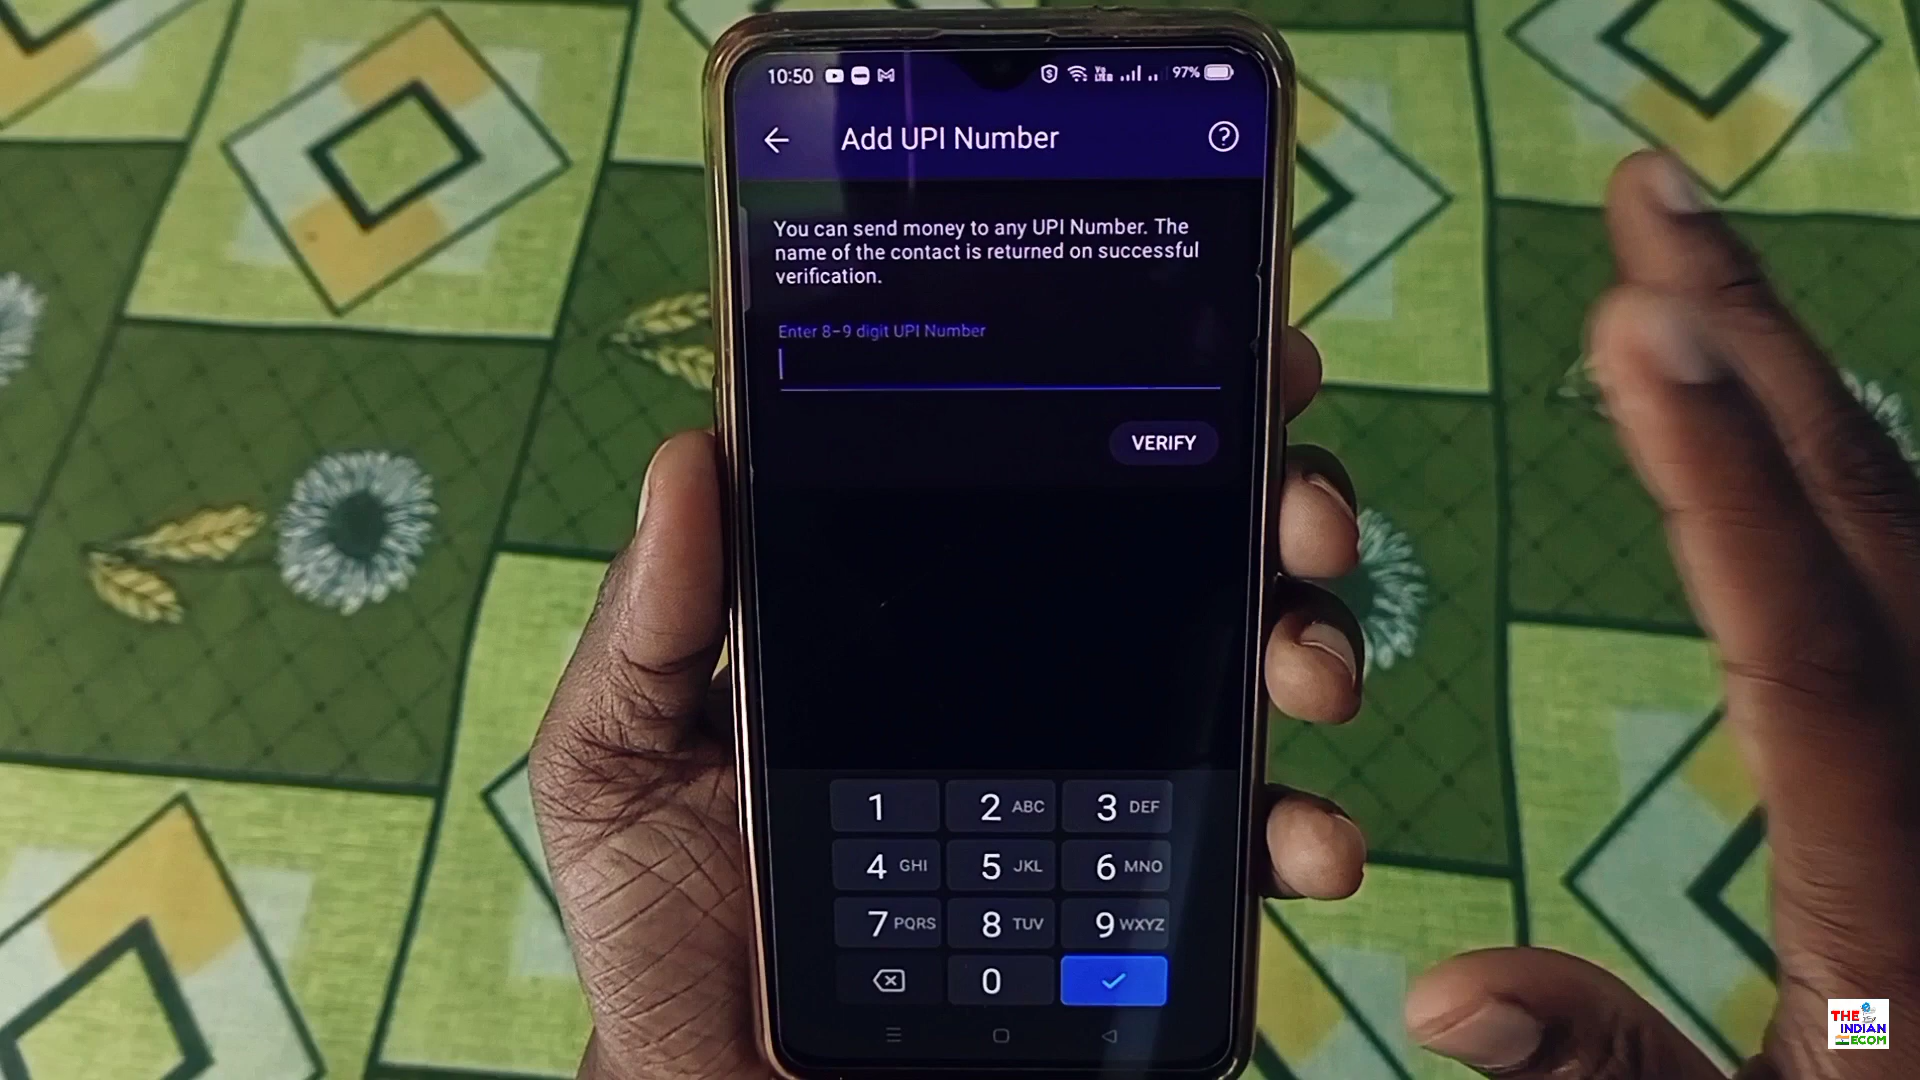 10:50 97%
Add UPI Number
You can send money to any UPI Number. The
name of the contact is returned on successful
verification.
Enter 8-9 digit UPI Number
VERIFY
1 2 ABC 3 DEF
4 GHI 5 JKL 6 MNO
7 PQRS 8 TUV 9 WXYZ
0
THE
INDIAN
ECOM